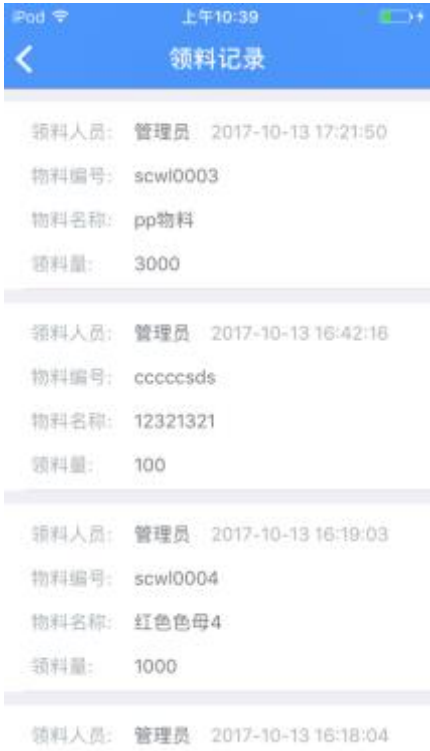 iPod 上午10:39
领料记录
领料人员: 管理员 2017-10-13 17:21:50
物料编号: scwl0003
物料名称: pp物料
领料量: 3000
领料人员: 管理员 2017-10-13 16:42:16
物料编号: cccccsds
物料名称: 12321321
领料量: 100
领料人员: 管理员 2017-10-13 16:19:03
物料编号: scwl0004
物料名称: 红色色母4
领料量: 1000
领料人员: 管理员 2017-10-13 16:18:04